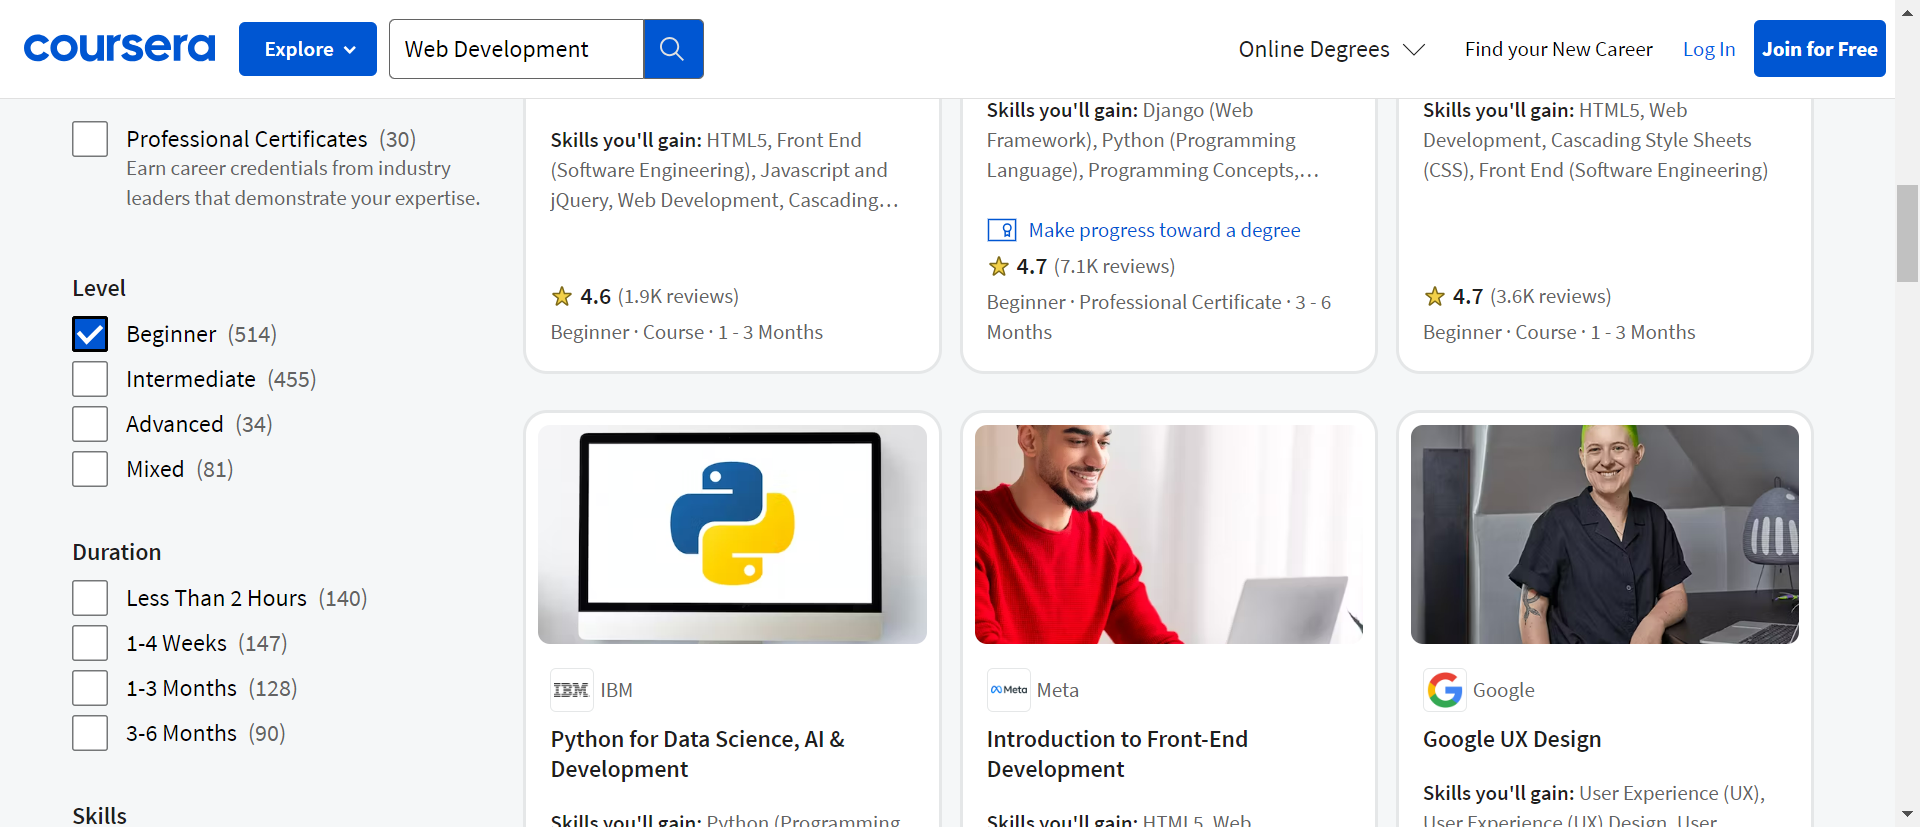 coursera
Explore
Web Development
Online Degrees
Find your New Career
Log In
Join for Free
Professional Certificates (30)
Earn career credentials from industry
leaders that demonstrate your expertise.
Level
Beginner (514)
Intermediate (455)
Advanced (34)
Mixed (81)
Duration
Less Than 2 Hours (140)
1-4 Weeks (147)
1-3 Months (128)
3-6 Months (90)
Skills
Skills you'll gain: HTML5, Front End
(Software Engineering), Javascript and
jQuery, Web Development, Cascading…
4.6 (1.9K reviews)
Beginner · Course · 1 - 3 Months
Skills you'll gain: Django (Web
Framework), Python (Programming
Language), Programming Concepts,…
Make progress toward a degree
4.7 (7.1K reviews)
Beginner · Professional Certificate · 3 - 6
Months
Skills you'll gain: HTML5, Web
Development, Cascading Style Sheets
(CSS), Front End (Software Engineering)
4.7 (3.6K reviews)
Beginner · Course · 1 - 3 Months
IBM IBM
Python for Data Science, AI &
Development
Skills you'll gain: Python (Programming
Meta Meta
Introduction to Front-End
Development
Skills you'll gain: HTML5, Web
G Google
Google UX Design
Skills you'll gain: User Experience (UX),
User Experience (UX) Design, User